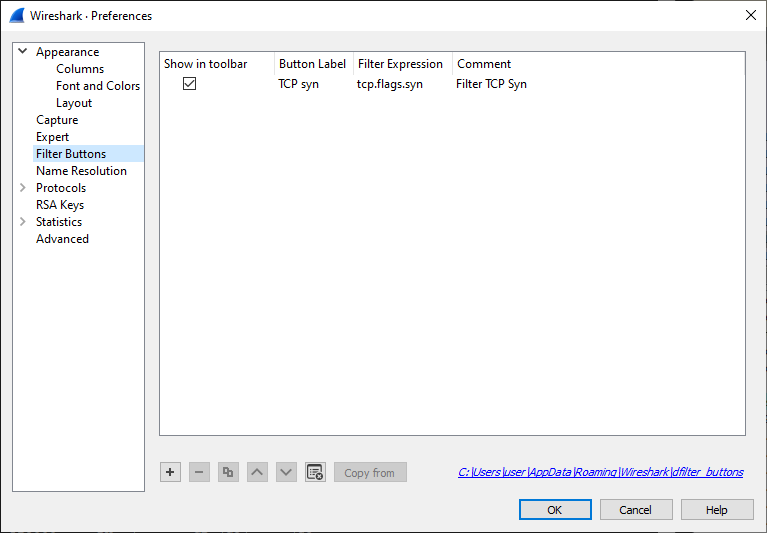 Wireshark · Preferences
Appearance
Columns
Font and Colors
Layout
Capture
Expert
Filter Buttons
Name Resolution
Protocols
RSA Keys
Statistics
Advanced
Show in toolbar Button Label Filter Expression Comment
TCP syn tcp.flags.syn Filter TCP Syn
Copy from
C:\Users\user\AppData\Roaming\Wireshark\dfilter_buttons
OK Cancel Help